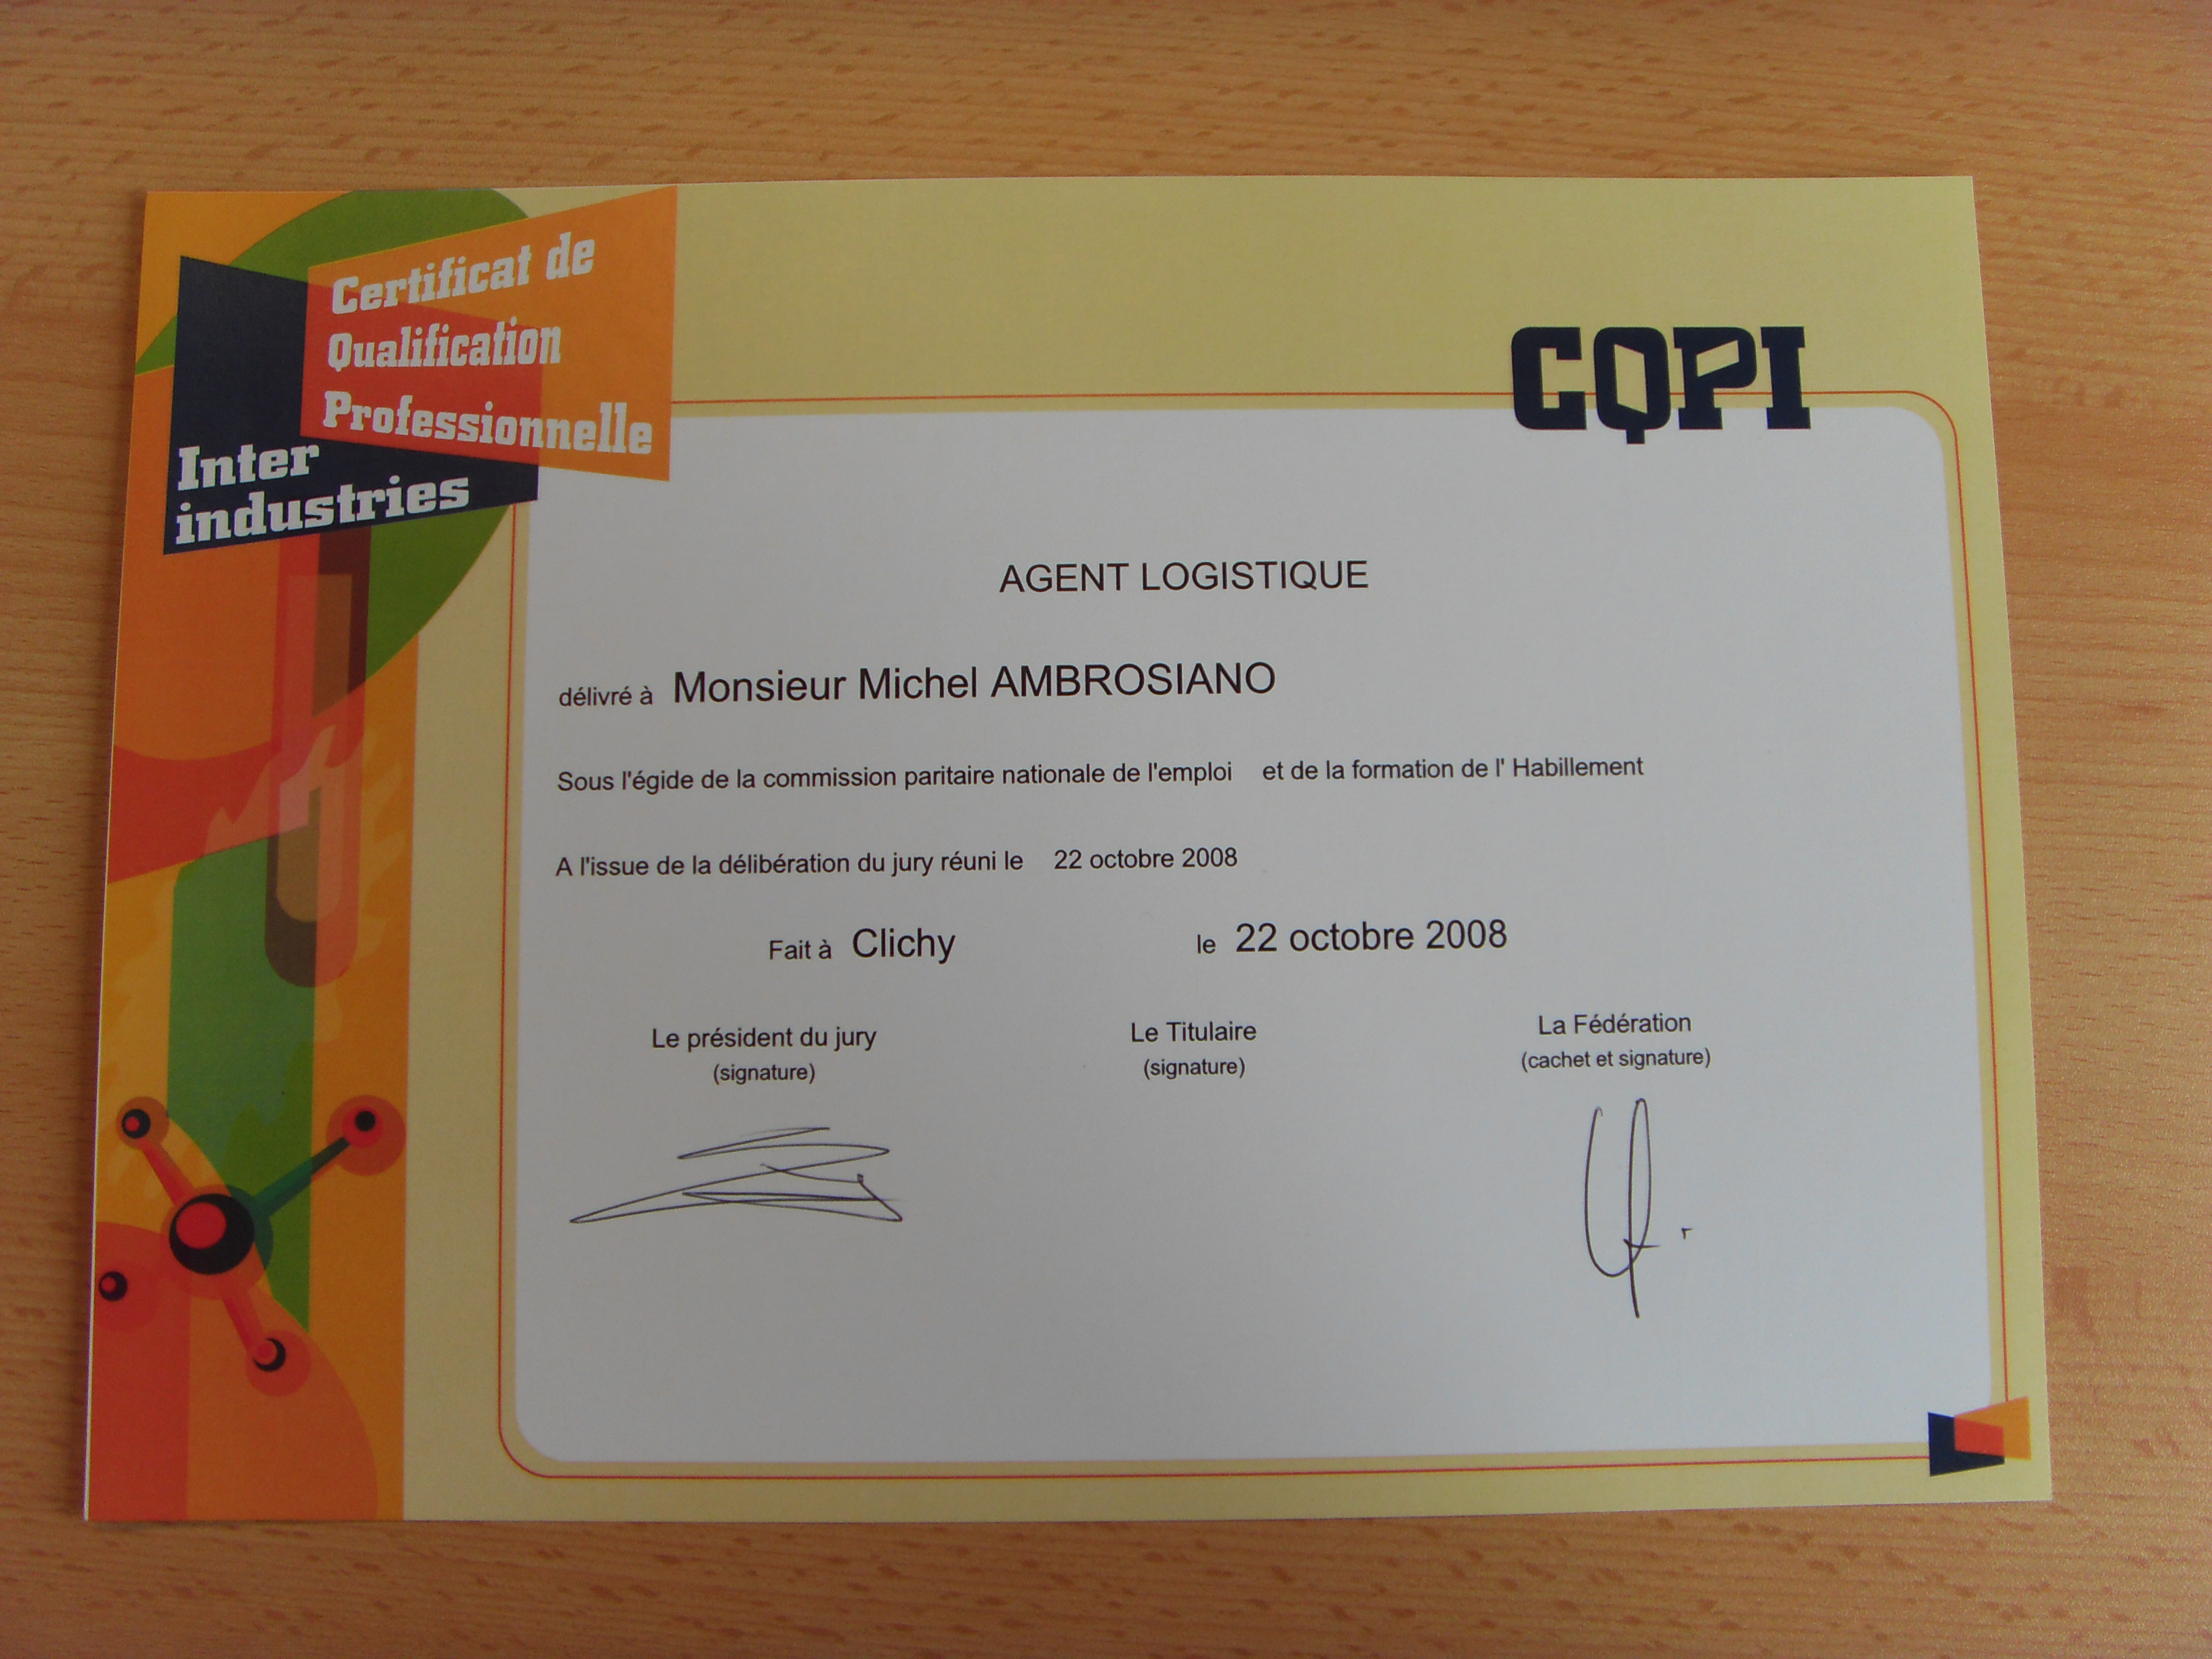 Certificat de
Qualification
Professionnelle
Inter
industries
CQPI
AGENT LOGISTIQUE
délivré à Monsieur Michel AMBROSIANO
Sous l'égide de la commission paritaire nationale de l'emploi et de la formation de l' Habillement
A l'issue de la délibération du jury réuni le 22 octobre 2008
Fait à Clichy le 22 octobre 2008
Le président du jury Le Titulaire La Fédération
(signature) (signature) (cachet et signature)